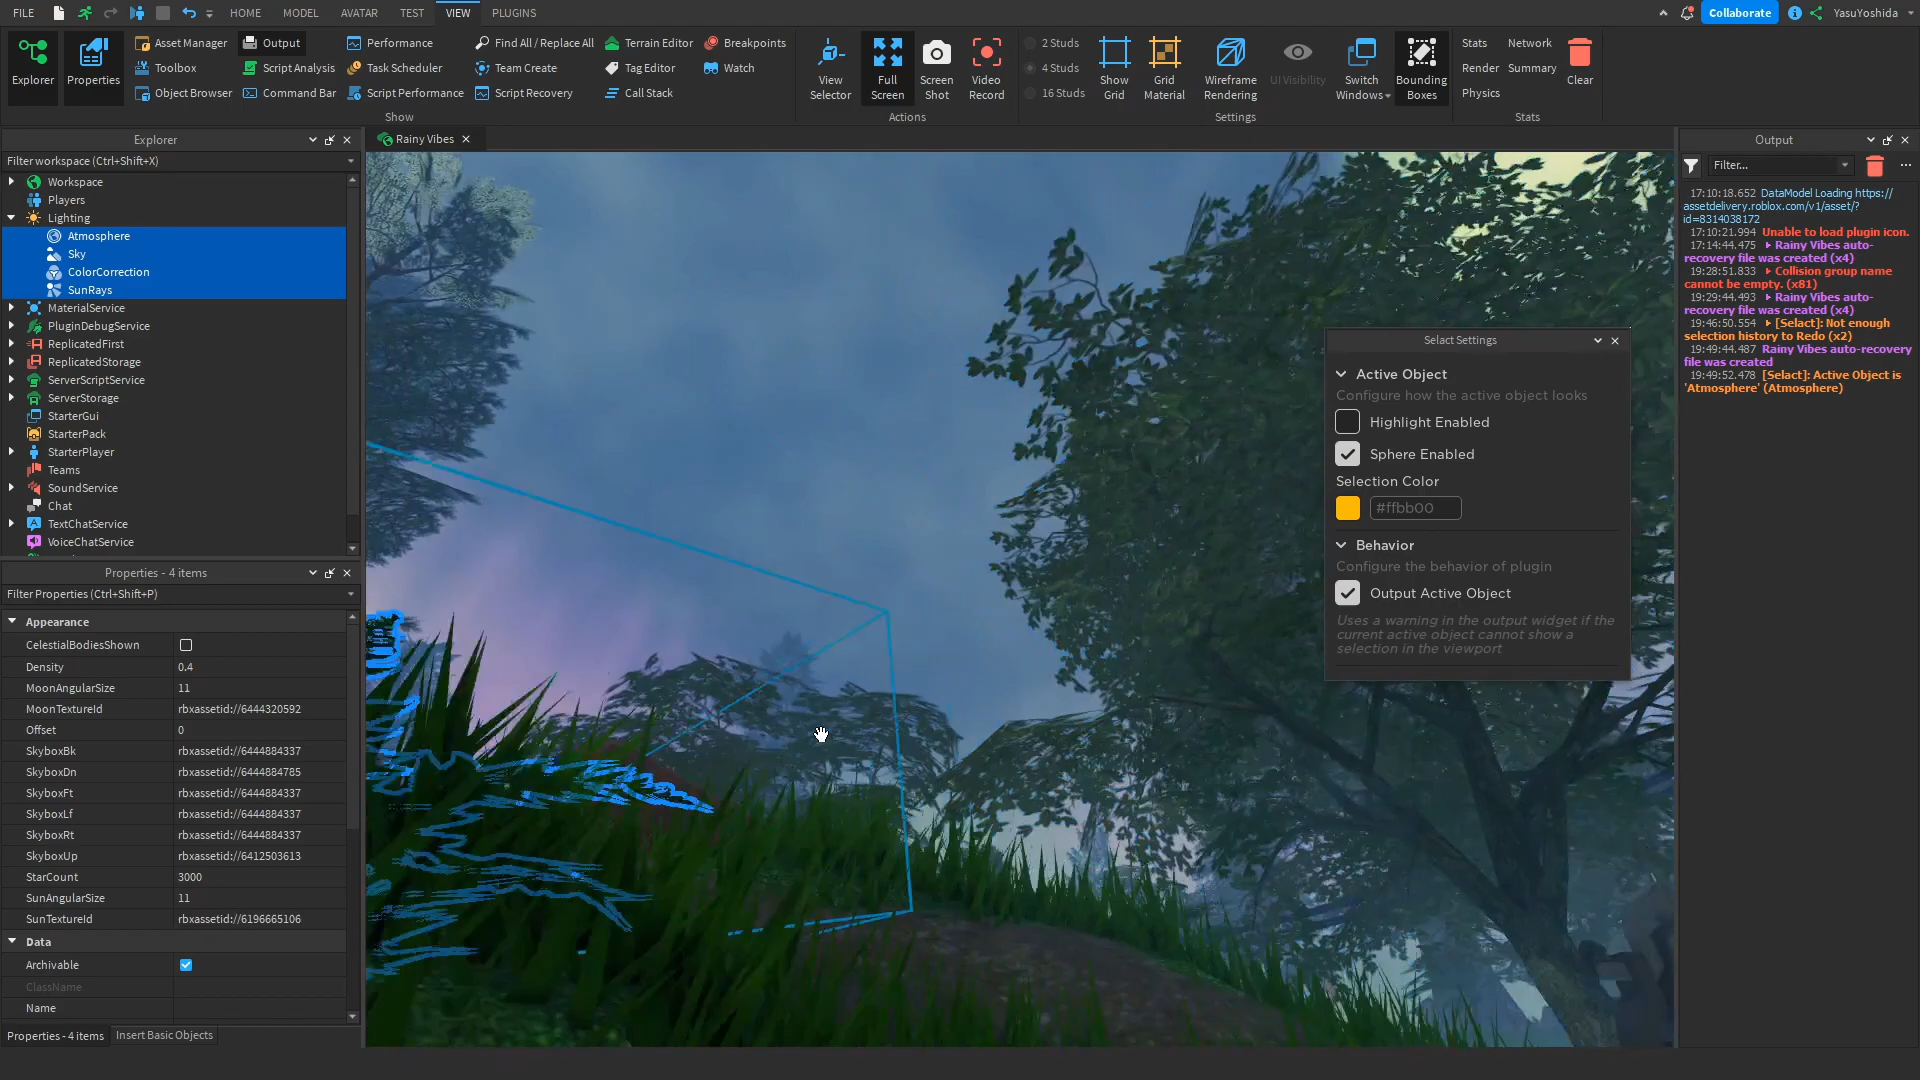 FILE
HOME
MODEL
AVATAR
TEST
VIEW
PLUGINS
Collaborate
YasuYoshida
Explorer
Properties
Asset Manager
Toolbox
Object Browser
Output
Script Analysis
Command Bar
Performance
Task Scheduler
Script Performance
Find All / Replace All
Team Create
Script Recovery
Terrain Editor
Tag Editor
Call Stack
Breakpoints
Watch
Show
View
Selector
Full
Screen
Screen
Shot
Video
Record
Actions
2 Studs
4 Studs
16 Studs
Show
Grid
Grid
Material
Wireframe
Rendering
UI Visibility
Switch
Windows
Bounding
Boxes
Settings
Stats
Network
Render
Summary
Physics
Clear
Stats
Explorer
Filter workspace (Ctrl+Shift+X)
Workspace
Players
Lighting
Atmosphere
Sky
ColorCorrection
SunRays
MaterialService
PluginDebugService
ReplicatedFirst
ReplicatedStorage
ServerScriptService
ServerStorage
StarterGui
StarterPack
StarterPlayer
Teams
SoundService
Chat
TextChatService
VoiceChatService
Properties - 4 items
Filter Properties (Ctrl+Shift+P)
Appearance
CelestialBodiesShown
Density 0.4
MoonAngularSize 11
MoonTextureId rbxassetid://6444320592
Offset 0
SkyboxBk rbxassetid://6444884337
SkyboxDn rbxassetid://6444884785
SkyboxFt rbxassetid://6444884337
SkyboxLf rbxassetid://6444884337
SkyboxRt rbxassetid://6444884337
SkyboxUp rbxassetid://6412503613
StarCount 3000
SunAngularSize 11
SunTextureId rbxassetid://6196665106
Data
Archivable
ClassName
Name
Properties - 4 items
Insert Basic Objects
Rainy Vibes
Selact Settings
Active Object
Configure how the active object looks
Highlight Enabled
Sphere Enabled
Selection Color
#ffbb00
Behavior
Configure the behavior of plugin
Output Active Object
Uses a warning in the output widget if the
current active object cannot show a
selection in the viewport
Output
Filter...
17:10:18.652 DataModel Loading https://
assetdelivery.roblox.com/v1/asset/?
id=8314038172
17:10:21.994 Unable to load plugin icon.
17:14:44.475 Rainy Vibes auto-
recovery file was created (x4)
19:28:51.833 Collision group name
cannot be empty. (x81)
19:29:44.493 Rainy Vibes auto-
recovery file was created (x4)
19:46:50.554 [Selact]: Not enough
selection history to Redo (x2)
19:49:44.487 Rainy Vibes auto-recovery
file was created
19:49:52.478 [Selact]: Active Object is
'Atmosphere' (Atmosphere)